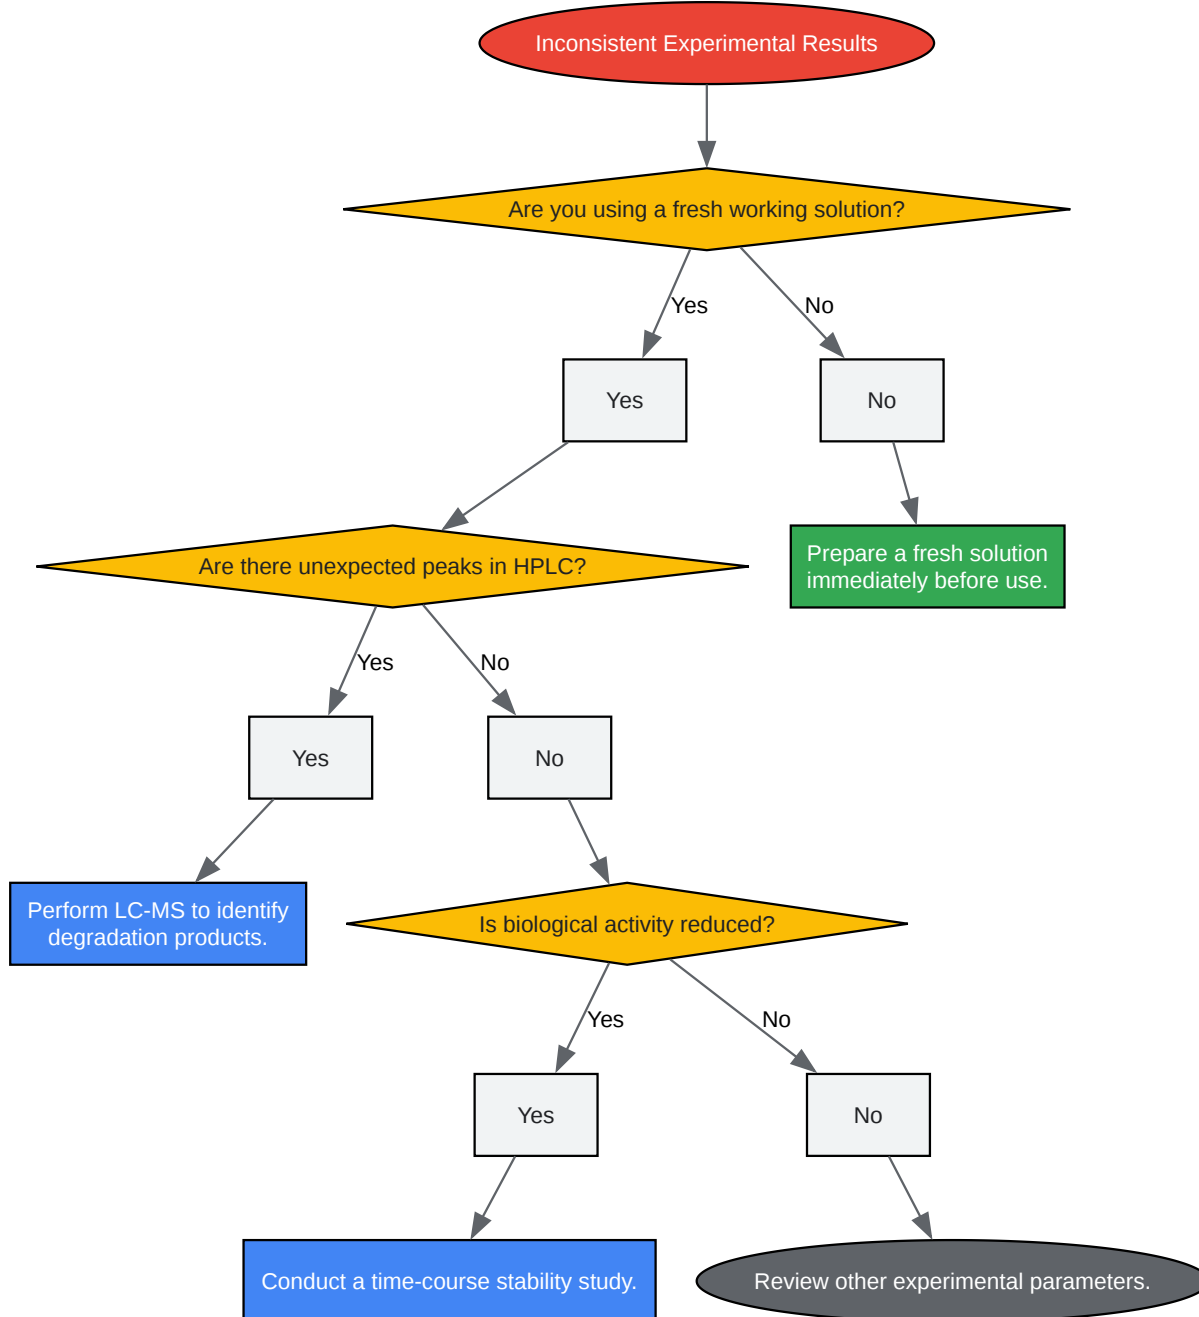 Inconsistent Experimental Results
Are you using a fresh working solution?
Yes
No
Yes
No
Are there unexpected peaks in HPLC?
Prepare a fresh solution
immediately before use.
Yes
No
Yes
No
Perform LC-MS to identify
degradation products.
Is biological activity reduced?
Yes
No
Yes
No
Conduct a time-course stability study.
Review other experimental parameters.